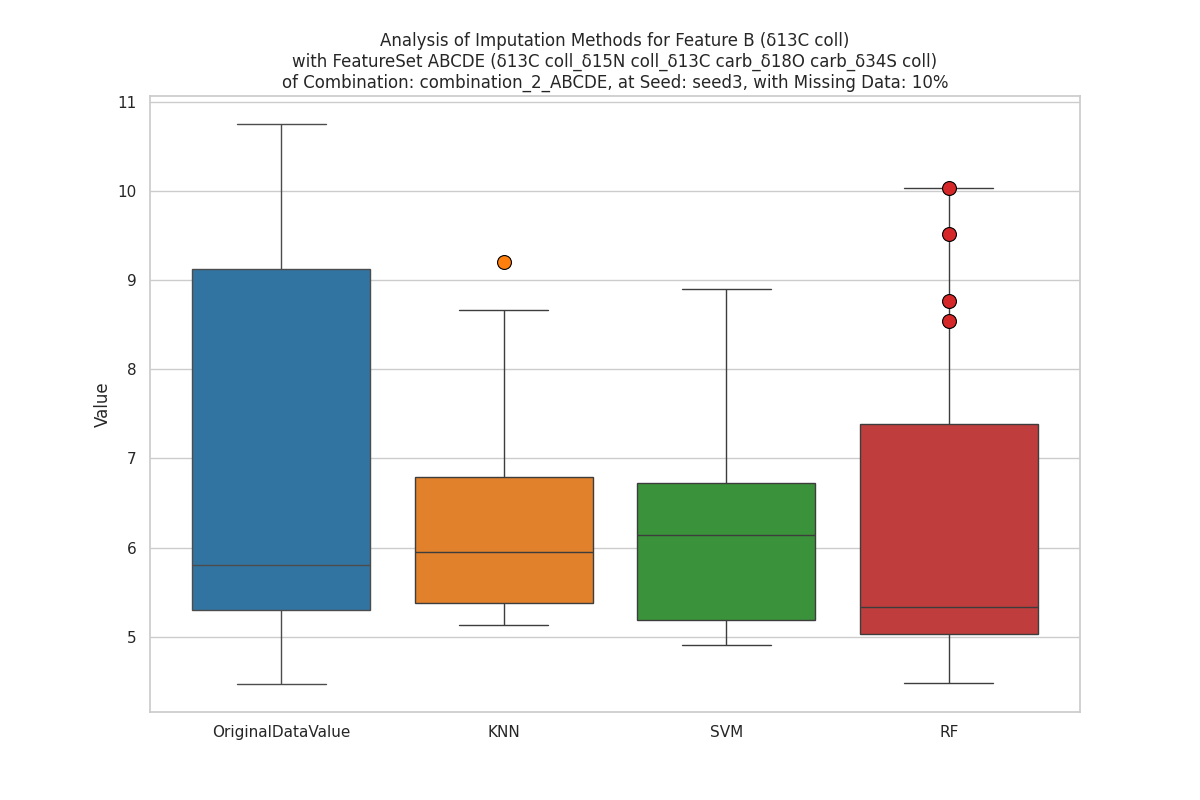 Analysis of Imputation Methods for Feature B (δ13C coll)
with FeatureSet ABCDE (δ13C coll_δ15N coll_δ13C carb_δ18O carb_δ34S coll)
of Combination: combination_2_ABCDE, at Seed: seed3, with Missing Data: 10%
11
10
9
8
7
6
5
Value
OriginalDataValue
KNN
SVM
RF